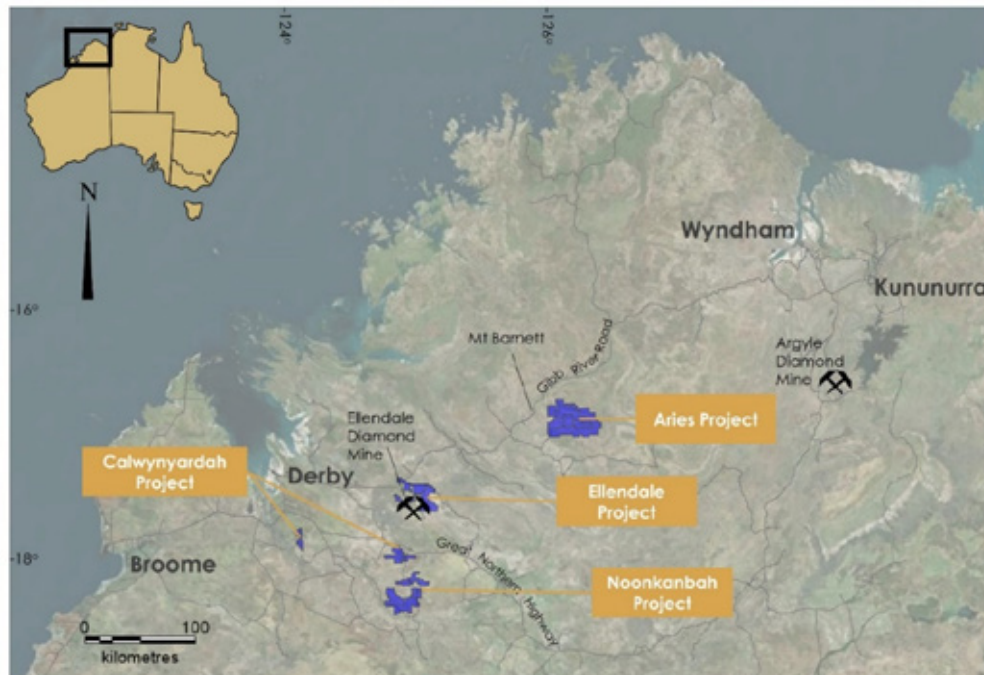 -124°
-126°
N
Wyndham
Kununurra
-16°
Mt Barnett
Gibb River Road
Argyle
Diamond
Mine
Aries Project
Ellendale
Diamond
Mine
Calwynyardah
Project
Derby
Ellendale
Project
Great Northern Highway
-18°
Broome
Noonkanbah
Project
0 100
kilometres